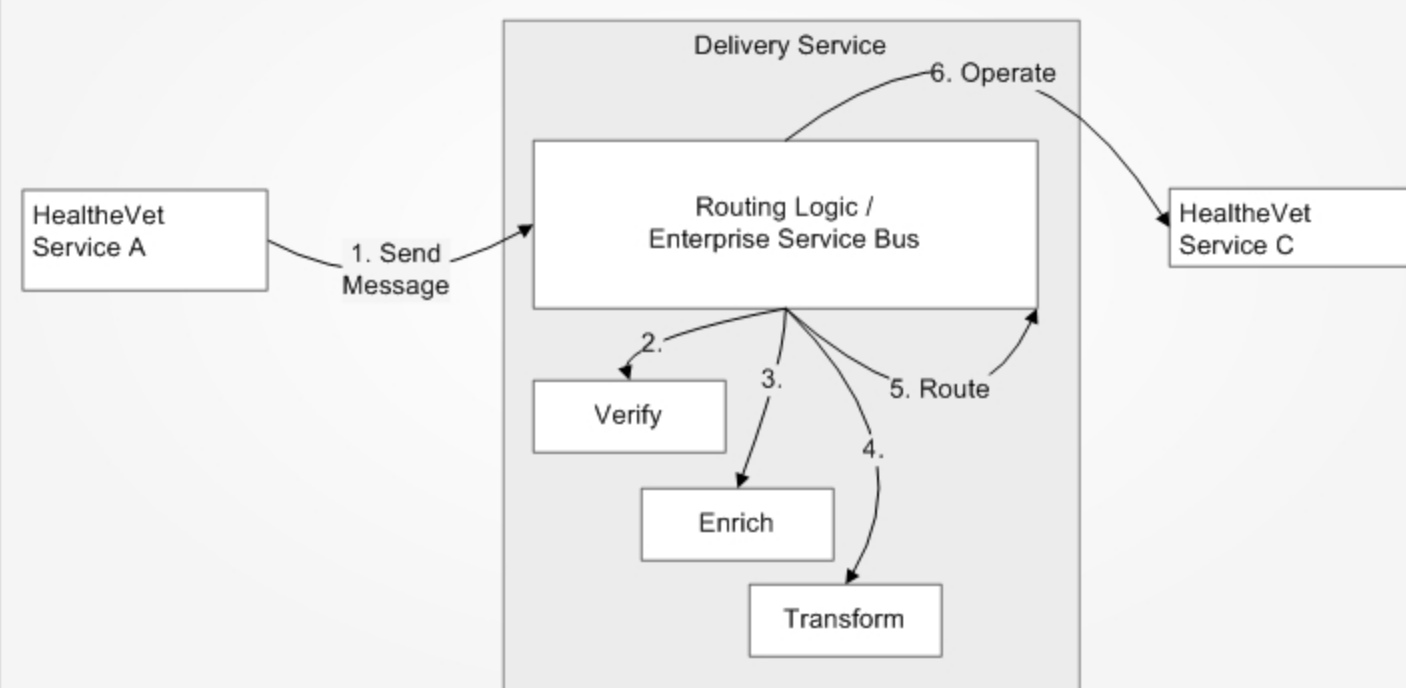 Delivery Service
6. Operate
HealtheVet
Service A
1. Send
Message
Routing Logic /
Enterprise Service Bus
HealtheVet
Service C
2.
Verify
3.
Enrich
4.
Transform
5. Route